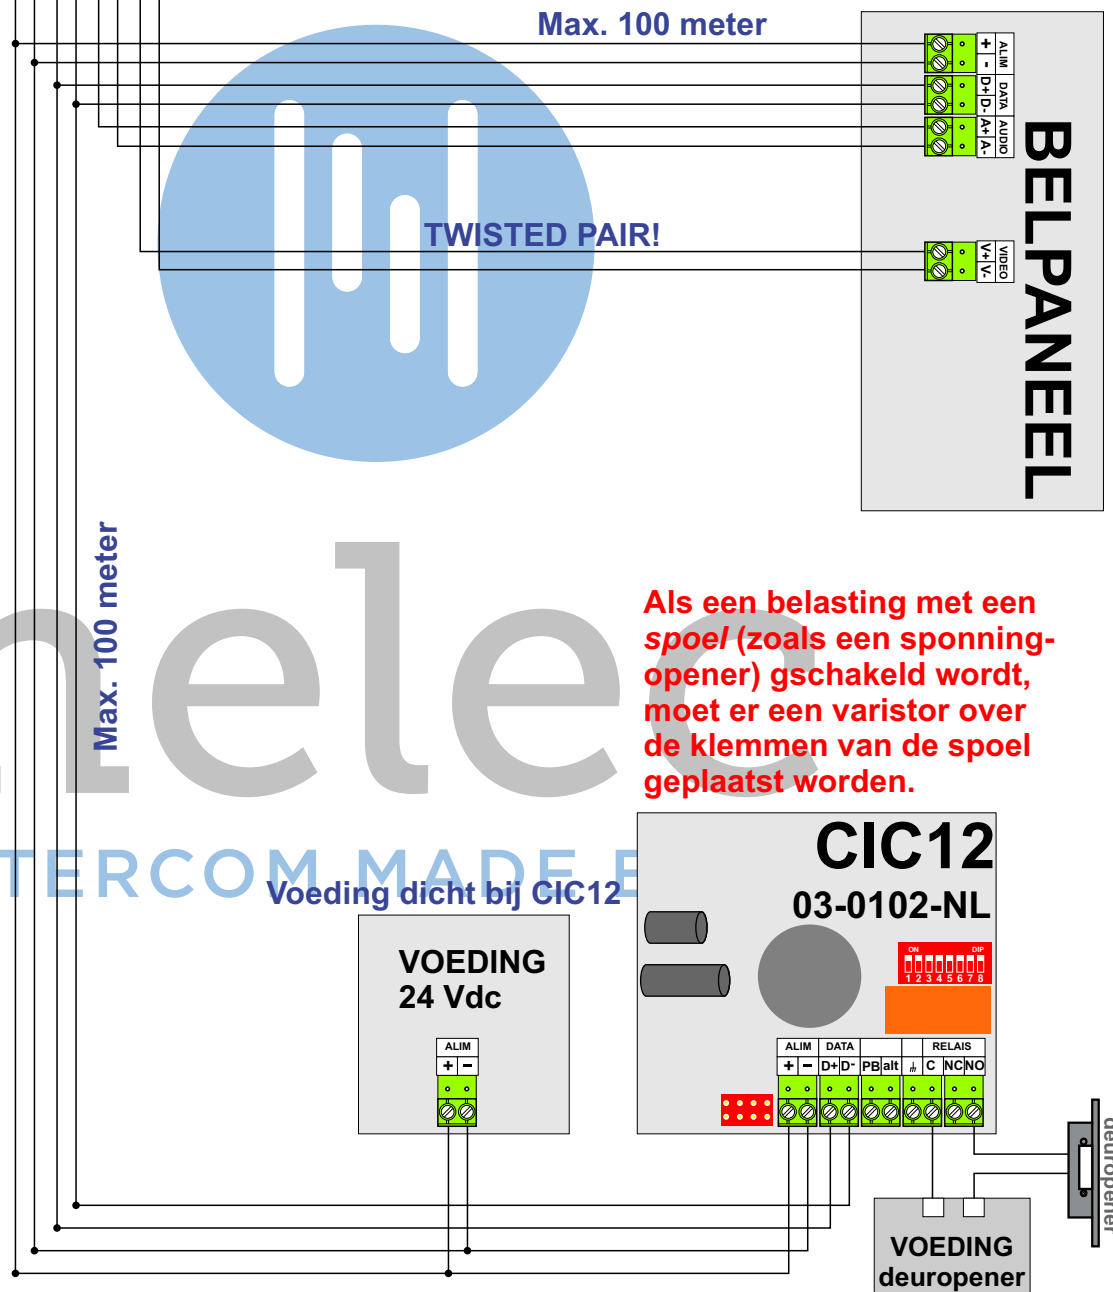 Max. 100 meter
+ - ALIM
D+ D- DATA
A+ A- AUDIO
V+ V- VIDEO
BELPANEEL
TWISTED PAIR!
Max. 100 meter
nelec
TERCOM MADE E
Als een belasting met een
spoel (zoals een sponning-
opener) gschakeld wordt,
moet er een varistor over
de klemmen van de spoel
geplaatst worden.
Voeding dicht bij CIC12
VOEDING
24 Vdc
ALIM
+ −
CIC12
03-0102-NL
ON DIP
1 2 3 4 5 6 7 8
ALIM DATA RELAIS
+ − D+ D- PB alt C NC NO
VOEDING
deuropener
deuropener